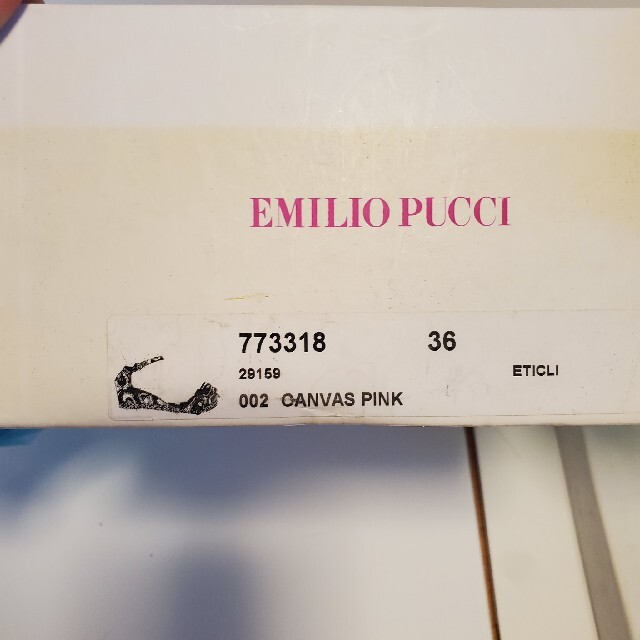 EMILIO PUCCI
773318 36
29159 ETICLI
002 CANVAS PINK